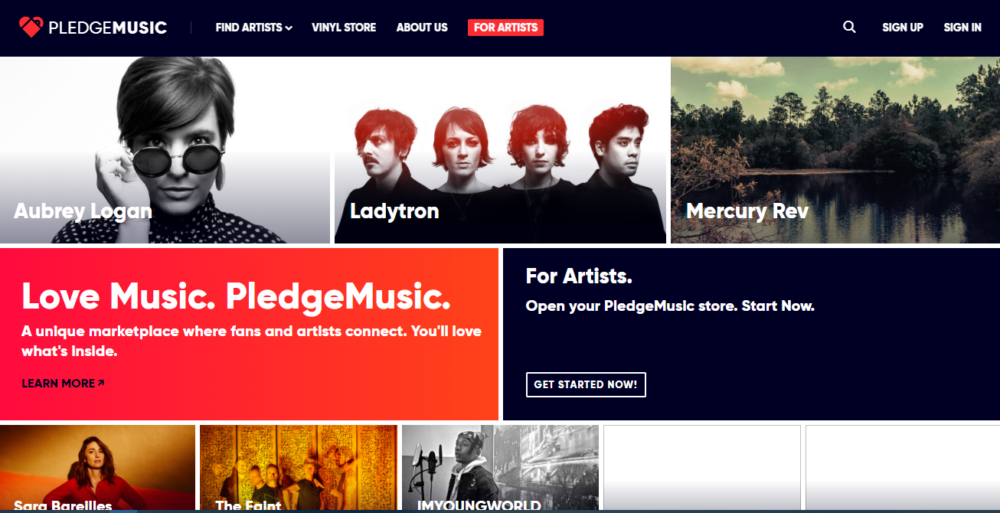 PLEDGEMUSIC
FIND ARTISTS
VINYL STORE
ABOUT US
FOR ARTISTS
SIGN UP
SIGN IN
Aubrey Logan
Ladytron
Mercury Rev
Love Music. PledgeMusic.
A unique marketplace where fans and artists connect. You'll love
what's inside.
LEARN MORE
For Artists.
Open your PledgeMusic store. Start Now.
GET STARTED NOW!
Sara Bareilles
The Faint
IMYOUNGWORLD